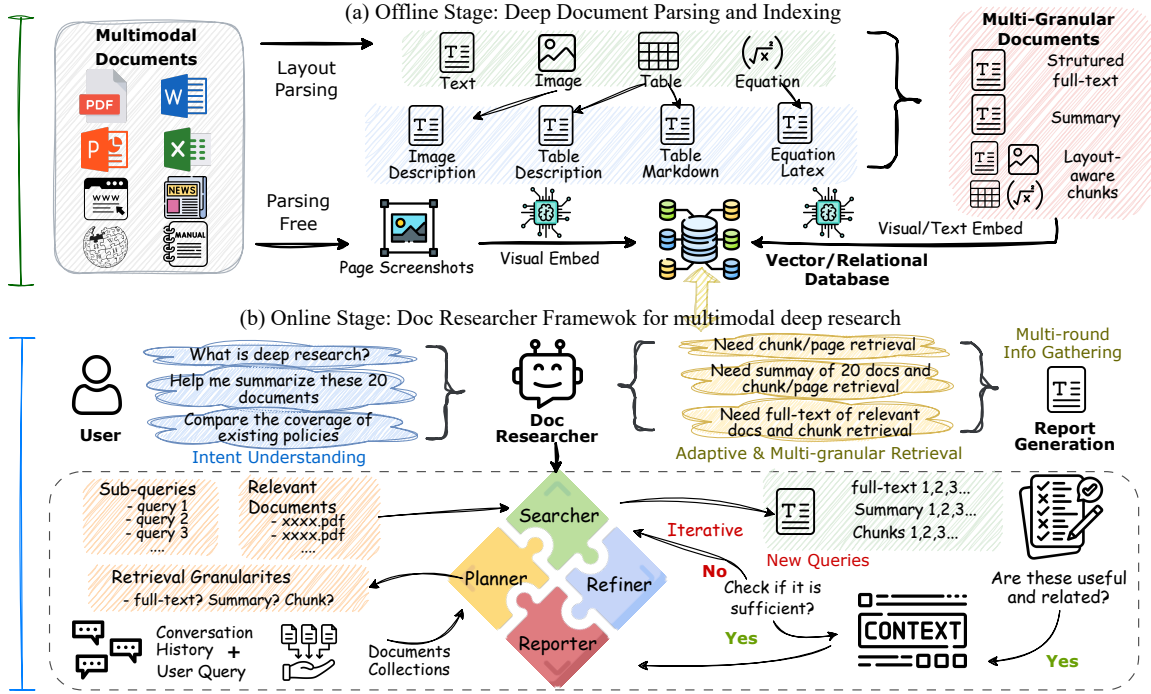 (a) Offline Stage: Deep Document Parsing and Indexing
Multimodal
Documents
PDF
W
P
X
WWW
NEWS
MANUAL
Layout
Parsing
Text
Image
Table
Equation
Image
Description
Table
Description
Table
Markdown
Equation
Latex
Multi-Granular
Documents
Strutured
full-text
Summary
Layout-
aware
chunks
Parsing
Free
Page Screenshots
Visual Embed
Vector/Relational
Database
Visual/Text Embed
(b) Online Stage: Doc Researcher Framewok for multimodal deep research
User
What is deep research?
Help me summarize these 20
documents
Compare the coverage of
existing policies
Intent Understanding
Doc
Researcher
Need chunk/page retrieval
Need summay of 20 docs and
chunk/page retrieval
Need full-text of relevant
docs and chunk retrieval
Adaptive & Multi-granular Retrieval
Multi-round
Info Gathering
Report
Generation
Sub-queries
- query 1
- query 2
- query 3
....
Relevant
Documents
- xxxx.pdf
- xxxx.pdf
....
Retrieval Granularites
- full-text? Summary? Chunk?
Conversation
History +
User Query
Documents
Collections
Searcher
Planner
Refiner
Reporter
Iterative
No
New Queries
Check if it is
sufficient?
Yes
full-text 1,2,3...
Summary 1,2,3...
Chunks 1,2,3...
CONTEXT
Are these useful
and related?
Yes